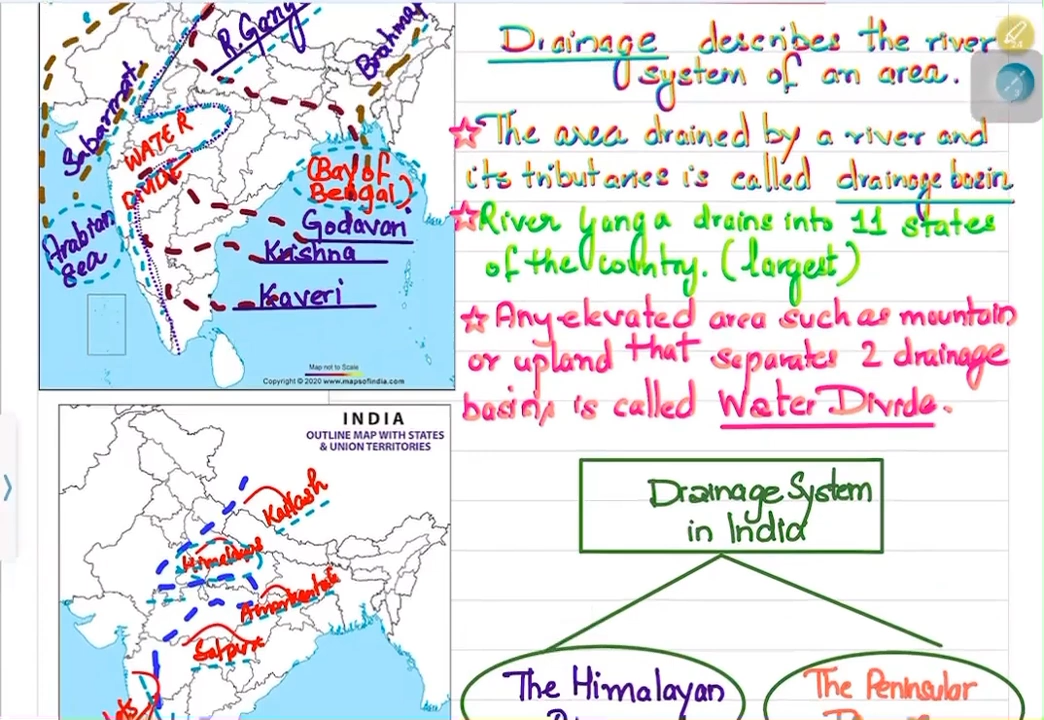 R. Gang
Brahma
Sabarmat
WATER
DIVIDE
(Bay of
Bengal)
Arabian
Sea
Godavari
Krishna
Kaveri
Map not to Scale
Copyright © 2020 www.mapsofindia.com
Drainage describes the river
system of an area.
The area drained by a river and
its tributaries is called drainage basin
River Ganga drains into 11 states
of the country. (largest)
Any elevated area such as mountain
or upland that separates 2 drainage
basins is called Water Divide.
INDIA
OUTLINE MAP WITH STATES
& UNION TERRITORIES
Kailash
Amarkantak
Satpura
Drainage System
in India
The Himalayan
The Peninsular